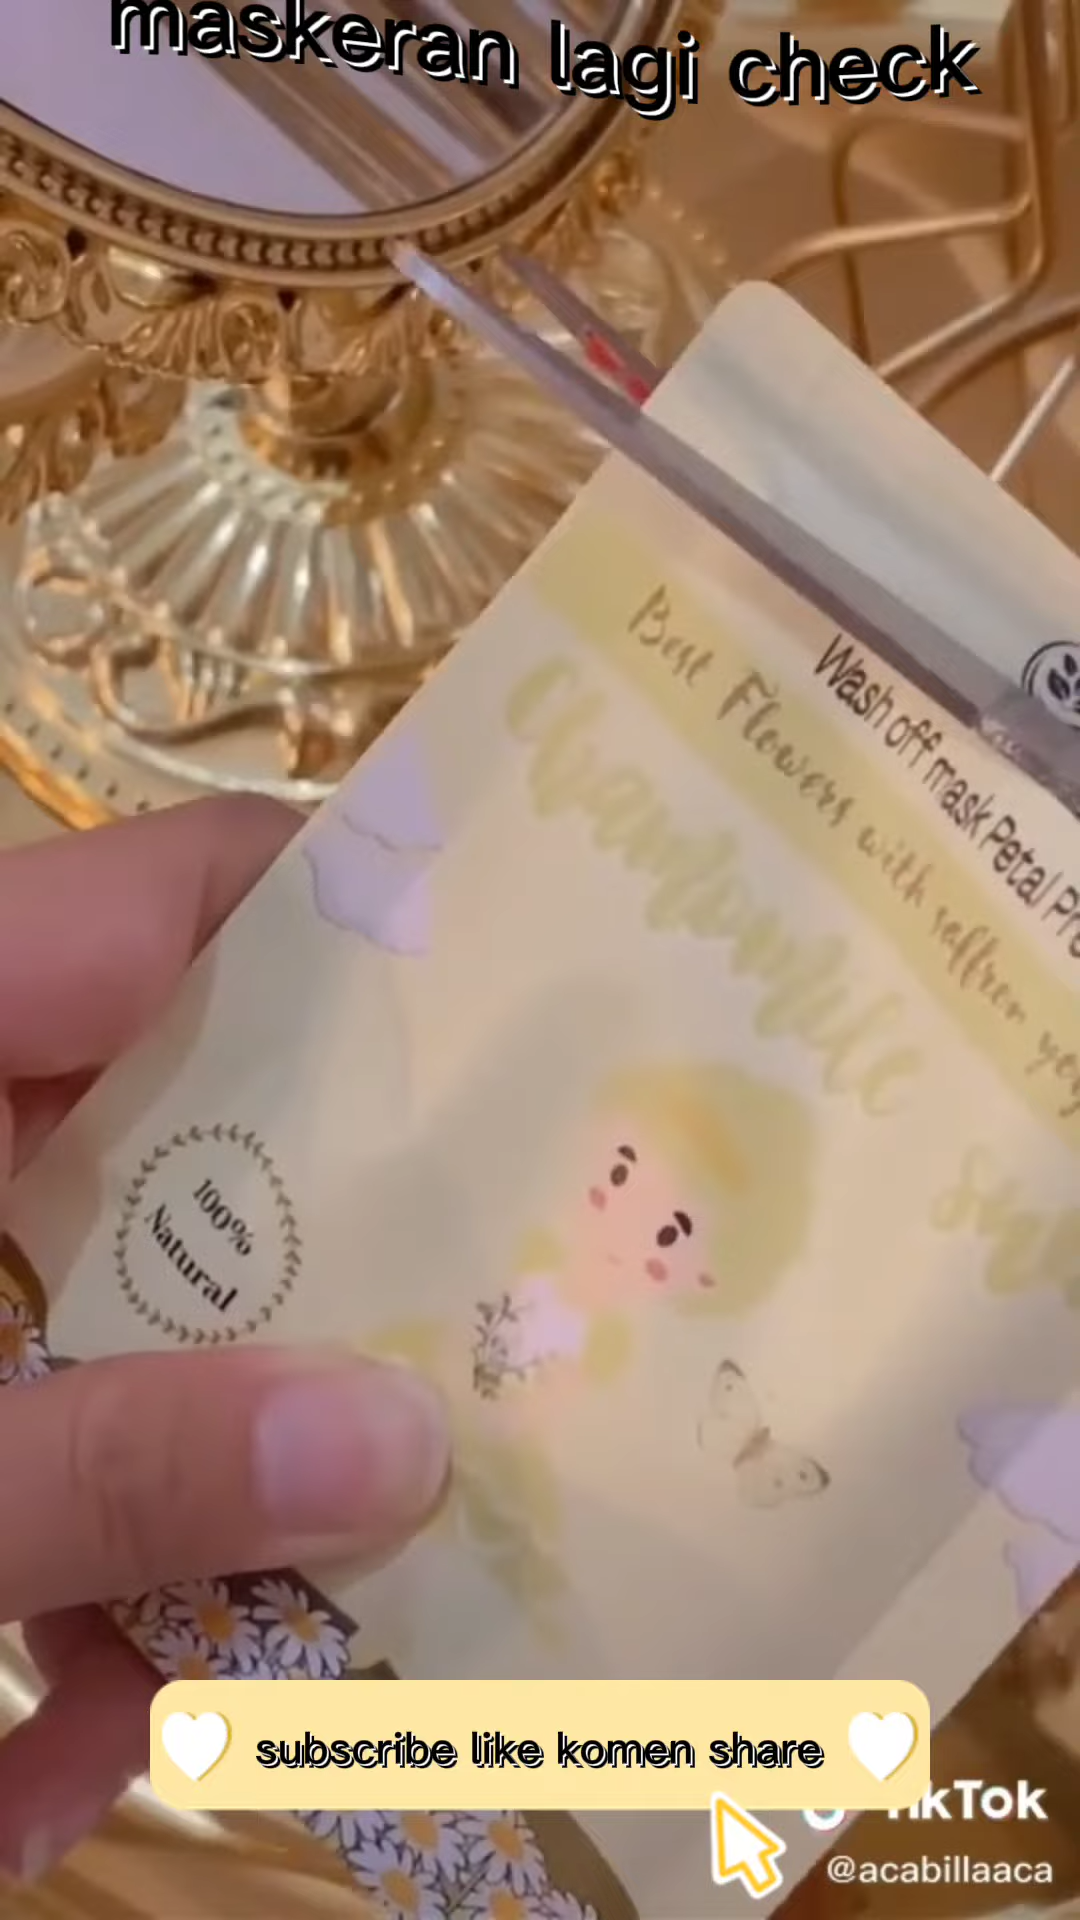 maskeran lagi check
Wash off mask Petal
Best Flowers with saffron
Chamomile
100%
Natural
subscribe like komen share
TikTok
@acabillaaca